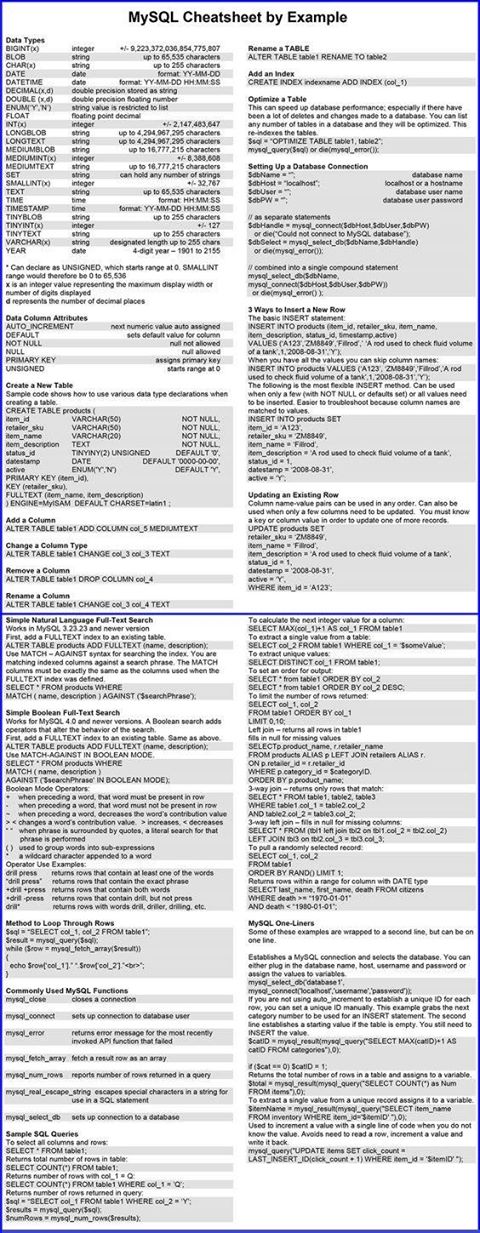 MySQL Cheatsheet by Example
Data Types
BIGINT(x) integer +/- 9,223,372,036,854,775,807
BLOB string up to 65,535 characters
CHAR(x) string up to 255 characters
DATE date format: YY-MM-DD
DATETIME date format: YY-MM-DD HH:MM:SS
DECIMAL(x,d) double precision stored as string
DOUBLE (x,d) double precision floating number
ENUM('Y','N') string value is restricted to list
FLOAT floating point decimal
INT(x) integer +/- 2,147,483,647
LONGBLOB string up to 4,294,967,295 characters
LONGTEXT string up to 4,294,967,295 characters
MEDIUMBLOB string up to 16,777,215 characters
MEDIUMINT(x) integer +/- 8,388,608
MEDIUMTEXT string up to 16,777,215 characters
SET string can hold any number of strings
SMALLINT(x) integer +/- 32,767
TEXT string up to 65,535 characters
TIME time format: HH:MM:SS
TIMESTAMP time format: YY-MM-DD HH:MM:SS
TINYBLOB string up to 255 characters
TINYINT(x) integer +/- 127
TINYTEXT string up to 255 characters
VARCHAR(x) string designated length up to 255 chars
YEAR date 4-digit year – 1901 to 2155
* Can declare as UNSIGNED, which starts range at 0. SMALLINT
range would therefore be 0 to 65,536
x is an integer value representing the maximum display width or
number of digits displayed
d represents the number of decimal places
Data Column Attributes
AUTO_INCREMENT next numeric value auto assigned
DEFAULT sets default value for column
NOT NULL null not allowed
NULL null allowed
PRIMARY KEY assigns primary key
UNSIGNED starts range at 0
Create a New Table
Sample code shows how to use various data type declarations when
creating a table.
CREATE TABLE products (
item_id VARCHAR(50) NOT NULL,
retailer_sku VARCHAR(50) NOT NULL,
item_name VARCHAR(20) NOT NULL,
item_description TEXT NOT NULL,
status_id TINYINY(2) UNSIGNED DEFAULT '0',
datestamp DATE DEFAULT '0000-00-00',
active ENUM('Y','N') DEFAULT 'Y',
PRIMARY KEY (item_id),
KEY (retailer_sku),
FULLTEXT (item_name, item_description)
) ENGINE=MyISAM DEFAULT CHARSET=latin1 ;
Add a Column
ALTER TABLE table1 ADD COLUMN col_5 MEDIUMTEXT
Change a Column Type
ALTER TABLE table1 CHANGE col_3 col_3 TEXT
Remove a Column
ALTER TABLE table1 DROP COLUMN col_4
Rename a Column
ALTER TABLE table1 CHANGE col_3 col_4 TEXT
Rename a TABLE
ALTER TABLE table1 RENAME TO table2
Add an Index
CREATE INDEX indexname ADD INDEX (col_1)
Optimize a Table
This can speed up database performance; especially if there have
been a lot of deletes and changes made to a database. You can list
any number of tables in a database and they will be optimized. This
re-indexes the tables.
$sql = "OPTIMIZE TABLE table1, table2";
mysql_query($sql) or die(mysql_error());
Setting Up a Database Connection
$dbName = ""; database name
$dbHost = "localhost"; localhost or a hostname
$dbUser = ""; database user name
$dbPW = ""; database user password
// as separate statements
$dbHandle = mysql_connect($dbHost,$dbUser,$dbPW)
or die("Could not connect to MySQL database");
$dbSelect = mysql_select_db($dbName,$dbHandle)
or die(mysql_error());
// combined into a single compound statement
mysql_select_db($dbName,
mysql_connect($dbHost,$dbUser,$dbPW))
or die(mysql_error() );
3 Ways to Insert a New Row
The basic INSERT statement:
INSERT INTO products (item_id, retailer_sku, item_name,
item_description, status_id, timestamp,active)
VALUES ('A123', 'ZM8849','Fillrod',' 'A rod used to check fluid volume
of a tank',1,'2008-08-31','Y');
When you have all the values you can skip column names:
INSERT INTO products VALUES ('A123', 'ZM8849','Fillrod','A rod
used to check fluid volume of a tank',1,'2008-08-31','Y');
The following is the most flexible INSERT method. Can be used
when only a few (with NOT NULL or defaults set) or all values need
to be inserted. Easier to troubleshoot because column names are
matched to values.
INSERT INTO products SET
item_id = 'A123',
retailer_sku = 'ZM8849',
item_name = 'Fillrod',
item_description = 'A rod used to check fluid volume of a tank',
status_id = 1,
datestamp = '2008-08-31',
active = 'Y';
Updating an Existing Row
Column name-value pairs can be used in any order. Can also be
used when only a few columns need to be updated. You must know
a key or column value in order to update one of more records.
UPDATE products SET
retailer_sku = 'ZM8849',
item_name = 'Fillrod',
item_description = 'A rod used to check fluid volume of a tank',
status_id = 1,
datestamp = '2008-08-31',
active = 'Y',
WHERE item_id = 'A123';
Simple Natural Language Full-Text Search
Works in MySQL 3.23.23 and newer version
First, add a FULLTEXT index to an existing table.
ALTER TABLE products ADD FULLTEXT (name, description);
Use MATCH – AGAINST syntax for searching the index. You are
matching indexed columns against a search phrase. The MATCH
columns must be exactly the same as the columns used when the
FULLTEXT index was defined.
SELECT * FROM products WHERE
MATCH ( name, description ) AGAINST ('$searchPhrase');
Simple Boolean Full-Text Search
Works for MySQL 4.0 and newer versions. A Boolean search adds
operators that alter the behavior of the search.
First, add a FULLTEXT index to an existing table. Same as above.
ALTER TABLE products ADD FULLTEXT (name, description);
Use MATCH-AGAINST IN BOOLEAN MODE.
SELECT * FROM products WHERE
MATCH ( name, description )
AGAINST ('$searchPhrase' IN BOOLEAN MODE);
Boolean Mode Operators:
+ when preceding a word, that word must be present in row
- when preceding a word, that word must not be present in row
~ when preceding a word, decreases the word's contribution
> < changes a word's contribution value. > increases, < decreases
" " when phrase is surrounded by quotes, a literal search for that
phrase is performed
( ) used to group words into sub-expressions
* a wildcard character appended to a word
Operator Use Examples:
drill press returns rows that contain at least one of the words
"drill press" returns rows that contain the exact phrase
+drill +press returns rows that contain both words
+drill -press returns rows that contain drill, but not press
drill* returns rows with words drill, driller, drilling, etc.
Method to Loop Through Rows
$sql = "SELECT col_1, col_2 FROM table1";
$result = mysql_query($sql);
while ($row = mysql_fetch_array($result))
{
echo $row['col_1']." ".$row['col_2']."<br>";
}
Commonly Used MySQL Functions
mysql_close closes a connection
mysql_connect sets up connection to database user
mysql_error returns error message for the most recently
invoked API function that failed
mysql_fetch_array fetch a result row as an array
mysql_num_rows reports number of rows returned in a query
mysql_real_escape_string escapes special characters in a string for
use in a SQL statement
mysql_select_db sets up connection to a database
Sample SQL Queries
To select all columns and rows:
SELECT * FROM table1;
Returns total number of rows in table:
SELECT COUNT(*) FROM table1;
Returns number of rows with col_1 = Q:
SELECT COUNT(*) FROM table1 WHERE col_1 = 'Q';
Returns number of rows returned in query:
$sql = "SELECT col_1 FROM table1 WHERE col_2 = 'Y';
$results = mysql_query($sql);
$numRows = mysql_num_rows($results);
To calculate the next integer value for a column:
SELECT MAX(col_1)+1 AS col_1 FROM table1
To extract a single value from a table:
SELECT col_2 FROM table1 WHERE col_1 = '$someValue';
To extract unique values:
SELECT DISTINCT col_1 FROM table1;
To set an order for output:
SELECT * from table1 ORDER BY col_2
SELECT * from table1 ORDER BY col_2 DESC;
To limit the number of rows returned:
SELECT col_1, col_2
FROM table1 ORDER BY col_1
LIMIT 0,10;
Left join – returns all rows in table1
fills in null for missing values
SELECTp.product_name, r.retailer_name
FROM products ALIAS p LEFT JOIN retailers ALIAS r.
ON p.retailer_id = r.retailer_id
WHERE p.category_id = $categoryID.
ORDER BY p.product_name;
3-way join – returns only rows that match:
SELECT * FROM table1, table2, table3
WHERE table1.col_1 = table2.col_2
AND table2.col_2 = table3.col_2;
3-way left join – fills in null for missing columns:
SELECT * FROM (tbl1 left join tbl2 on tbl1.col_2 = tbl2.col_2)
LEFT JOIN tbl3 on tbl2.col_3 = tbl3.col_3;
To pull a randomly selected record:
SELECT col_1, col_2
FROM table1
ORDER BY RAND() LIMIT 1;
Returns rows within a range for column with DATE type
SELECT last_name, first_name, death FROM citizens
WHERE death >= "1970-01-01"
AND death < "1980-01-01";
MySQL One-Liners
Some of these examples are wrapped to a second line, but can be on
one line.
Establishes a MySQL connection and selects the database. You can
either plug in the database name, host, username and password or
assign the values to variables.
mysql_select_db('database1',
mysql_connect('localhost','username','password'));
If you are not using auto_increment to establish a unique ID for each
row, you can set a unique ID manually. This example grabs the next
category number to be used for an INSERT statement. The second
line establishes a starting value if the table is empty. You still need to
INSERT the value.
$catID = mysql_result(mysql_query("SELECT MAX(catID)+1 AS
catID FROM categories"),0);
if ($cat == 0) $catID = 1;
Returns the total number of rows in a table and assigns to a variable.
$total = mysql_result(mysql_query("SELECT COUNT(*) as Num
FROM items"),0);
To extract a single value from a unique record assigns it to a variable.
$itemName = mysql_result(mysql_query("SELECT item_name
FROM inventory WHERE item_id='$itemID' "),0);
Used to increment a value with a single line of code when you do not
know the value. Avoids need to read a row, increment a value and
write it back.
mysql_query("UPDATE items SET click_count =
LAST_INSERT_ID(click_count + 1) WHERE item_id = '$itemID' ");